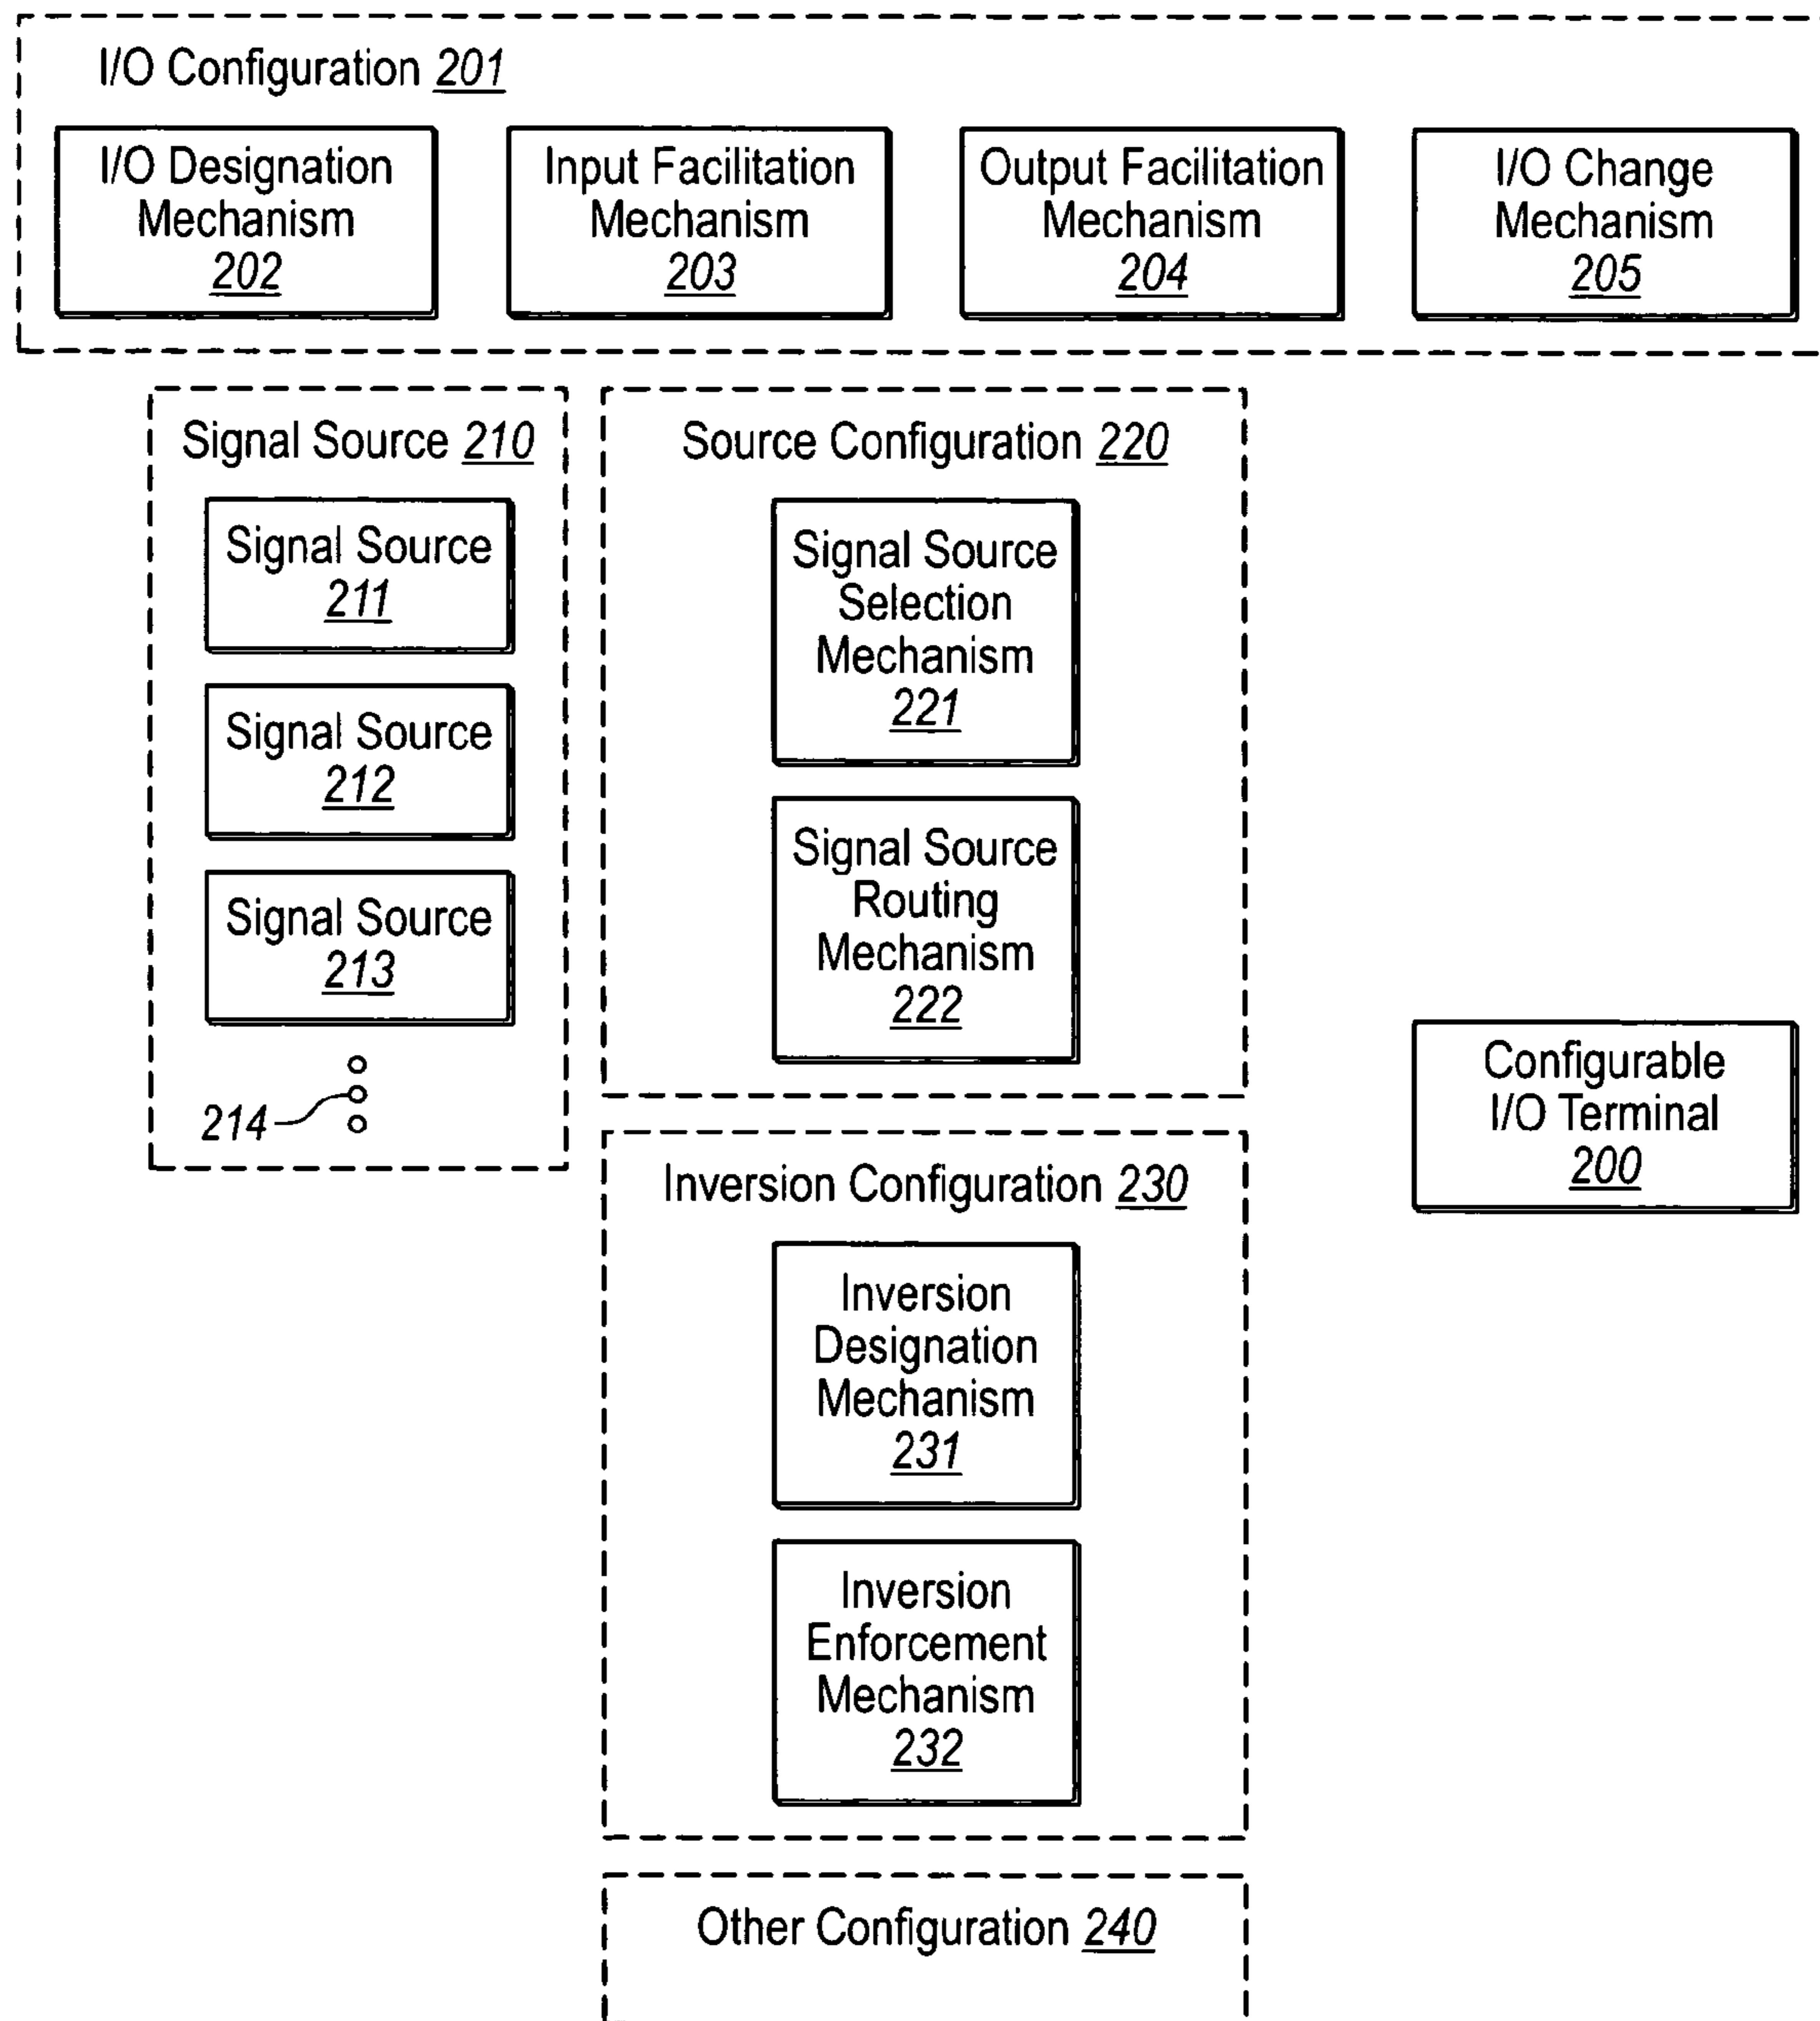 I/O Configuration 201
I/O Designation
Mechanism
202
Input Facilitation
Mechanism
203
Output Facilitation
Mechanism
204
I/O Change
Mechanism
205
Signal Source 210
Signal Source
211
Signal Source
212
Signal Source
213
214
Source Configuration 220
Signal Source
Selection
Mechanism
221
Signal Source
Routing
Mechanism
222
Configurable
I/O Terminal
200
Inversion Configuration 230
Inversion
Designation
Mechanism
231
Inversion
Enforcement
Mechanism
232
Other Configuration 240